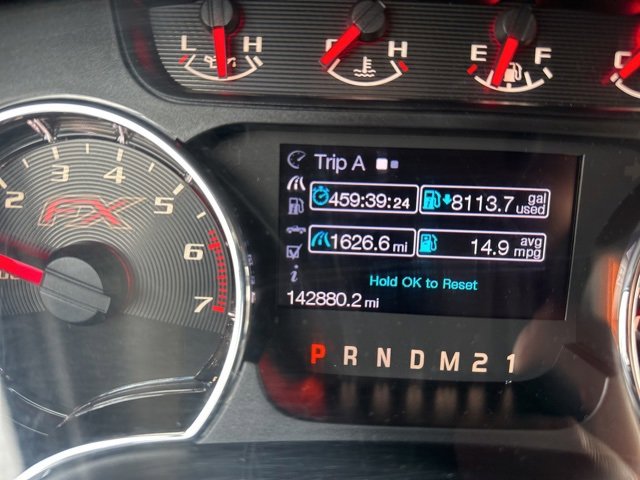 L H
C H
E F
C
Trip A
459:39:24
8113.7 gal used
1626.6 mi
14.9 avg mpg
Hold OK to Reset
142880.2 mi
2 3 4 5 6 7
FX4
P R N D M 2 1